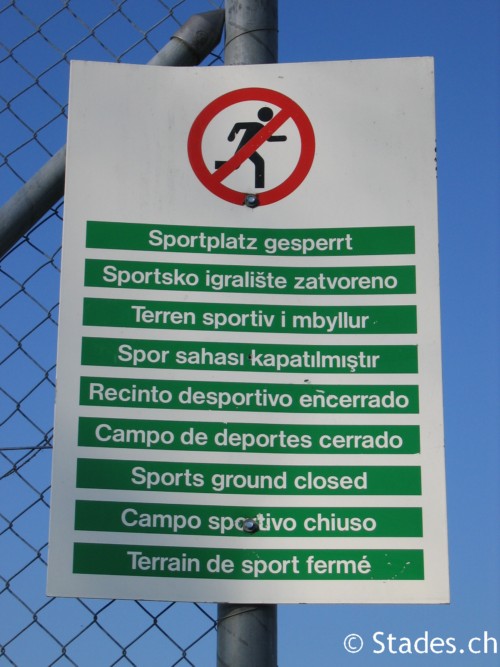 Sportplatz gesperrt
Sportsko igralište zatvoreno
Terren sportiv i mbyllur
Spor sahası kapatılmıştır
Recinto desportivo encerrado
Campo de deportes cerrado
Sports ground closed
Campo sportivo chiuso
Terrain de sport fermé
© Stades.ch